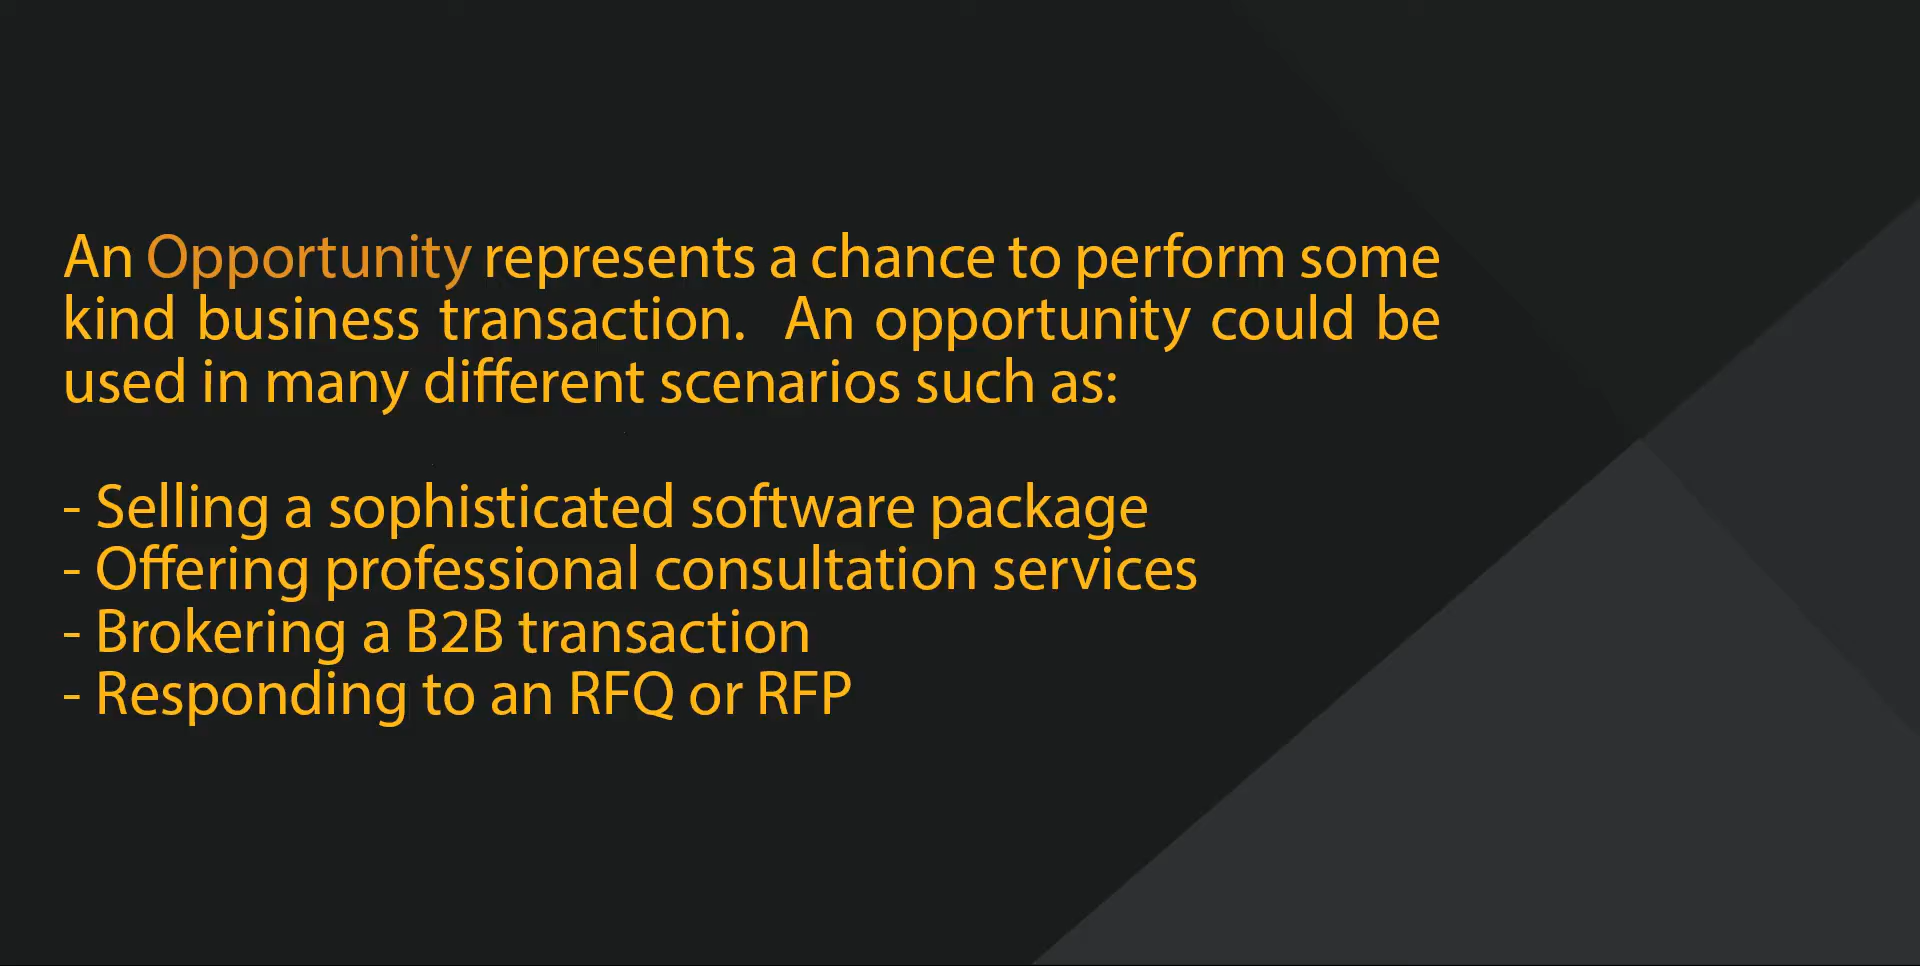 An Opportunity represents a chance to perform some
kind business transaction.  An opportunity could be
used in many different scenarios such as:
- Selling a sophisticated software package
- Offering professional consultation services
- Brokering a B2B transaction
- Responding to an RFQ or RFP